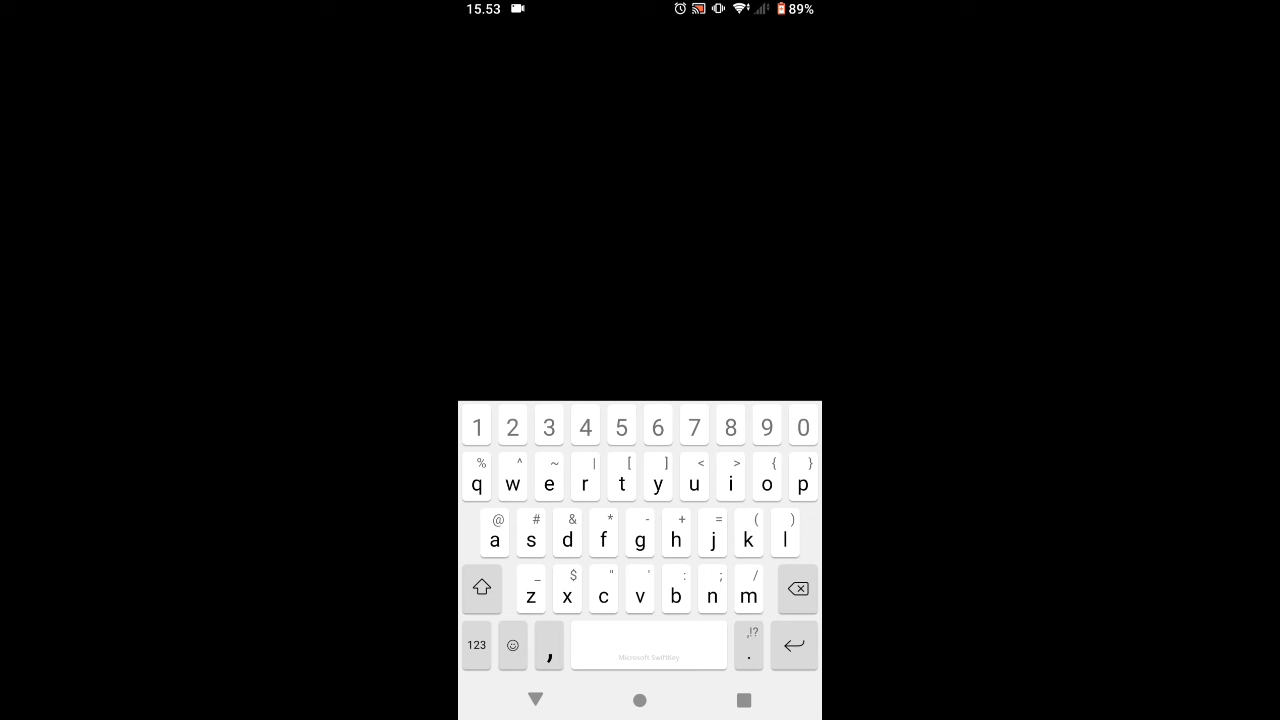 15.53 89%
1 2 3 4 5 6 7 8 9 0
% ^ ~ | [ ] < > { }
q w e r t y u i o p
@ # & * - + = ( )
a s d f g h j k l
_ $ " ' : ; /
z x c v b n m
,!?
123 , Microsoft SwiftKey .